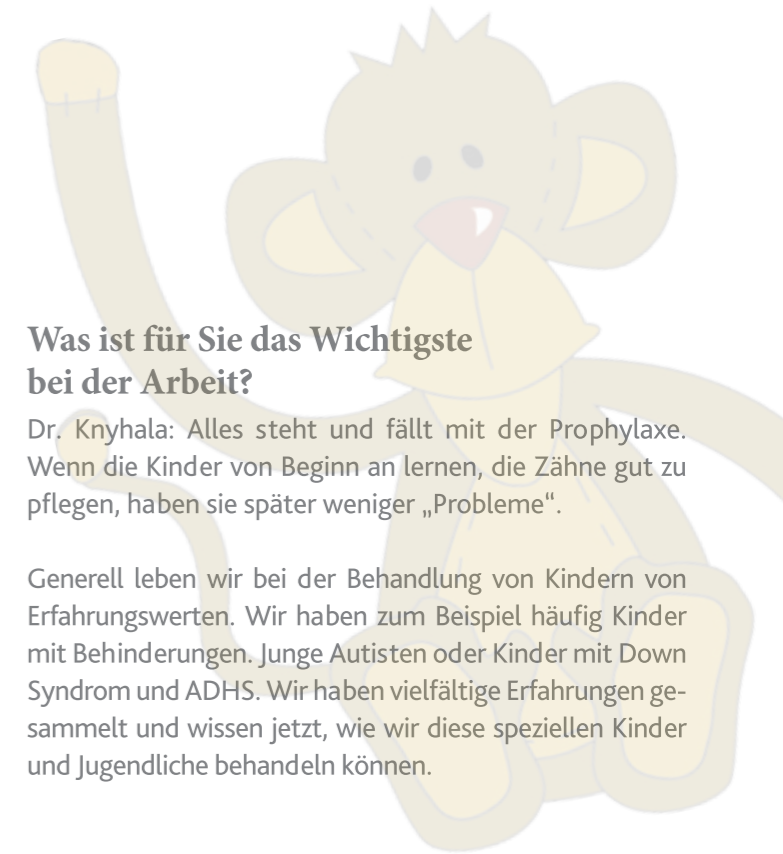 Was ist für Sie das Wichtigste
bei der Arbeit?
Dr. Knyhala: Alles steht und fällt mit der Prophylaxe.
Wenn die Kinder von Beginn an lernen, die Zähne gut zu
pflegen, haben sie später weniger „Probleme“.
Generell leben wir bei der Behandlung von Kindern von
Erfahrungswerten. Wir haben zum Beispiel häufig Kinder
mit Behinderungen. Junge Autisten oder Kinder mit Down
Syndrom und ADHS. Wir haben vielfältige Erfahrungen ge-
sammelt und wissen jetzt, wie wir diese speziellen Kinder
und Jugendliche behandeln können.